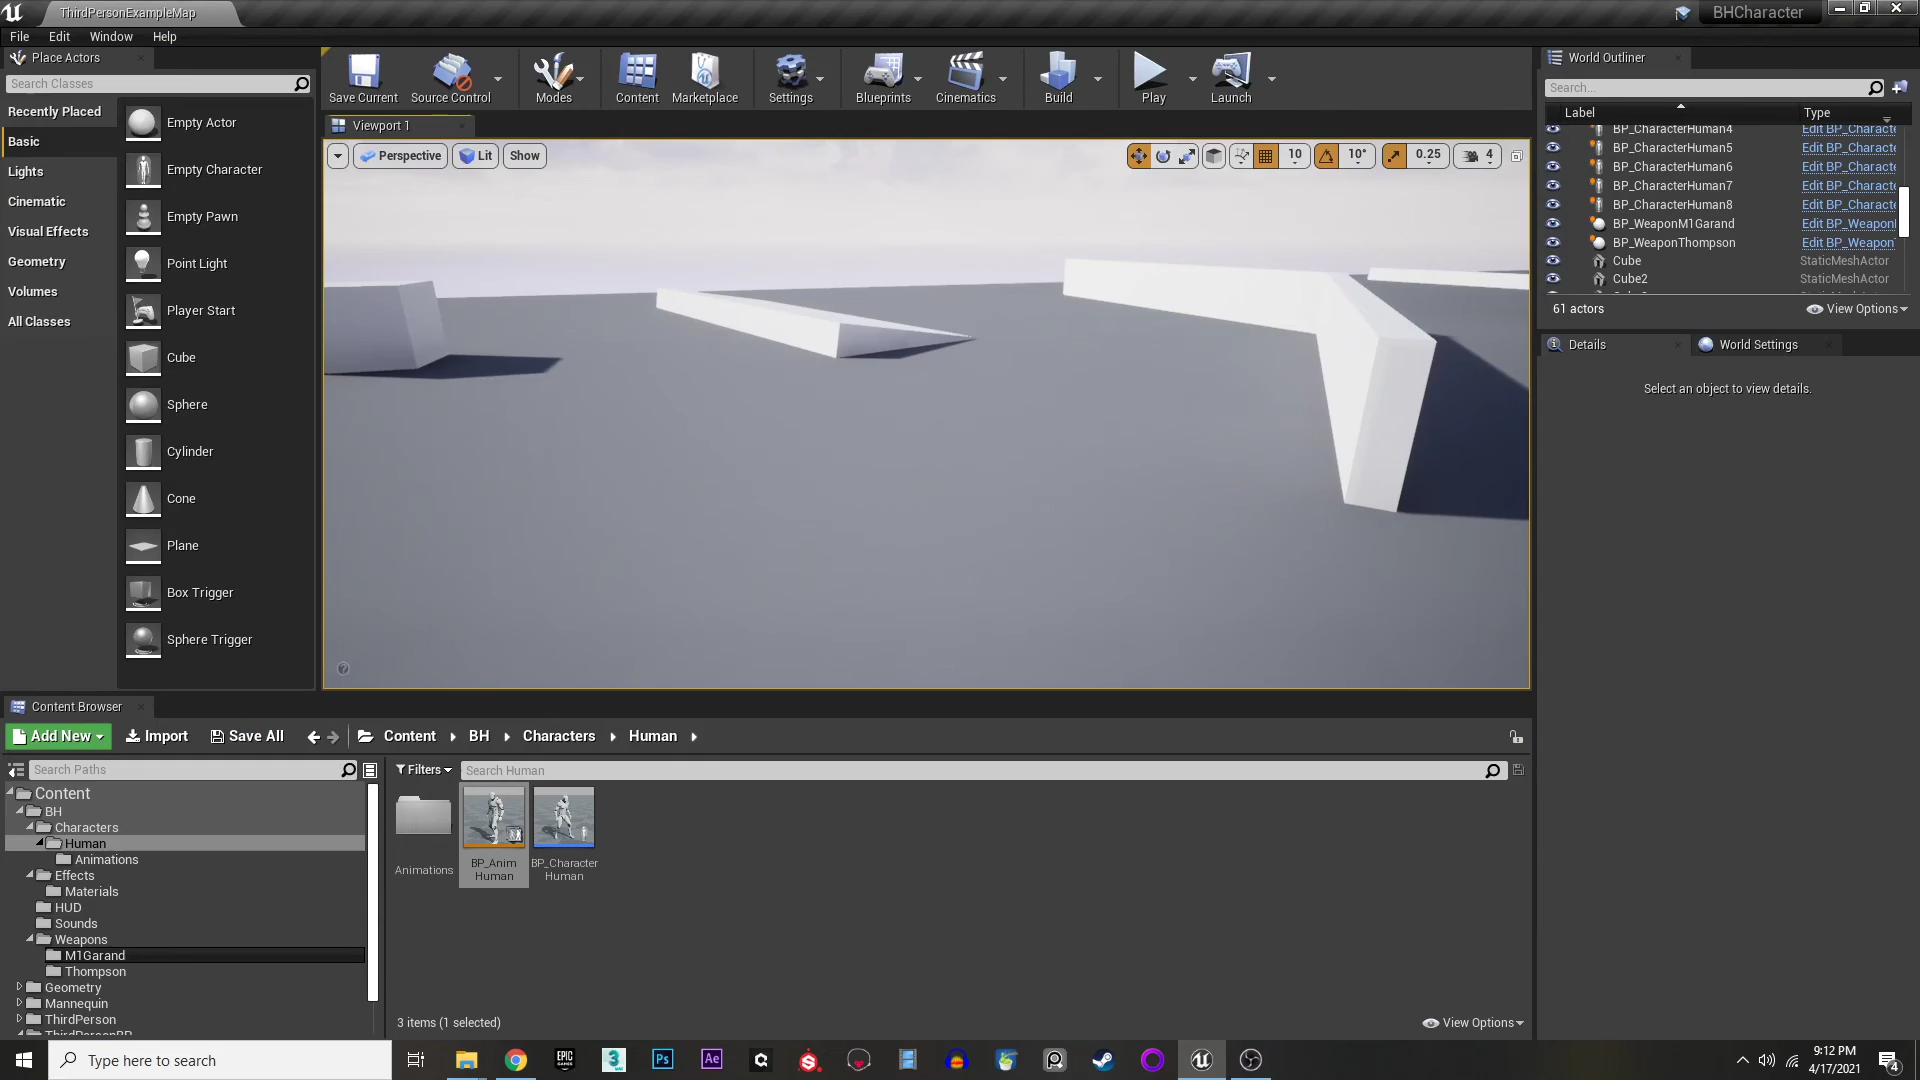 ThirdPersonExampleMap
BHCharacter
File Edit Window Help
Place Actors
Search Classes
Recently Placed
Basic
Lights
Cinematic
Visual Effects
Geometry
Volumes
All Classes
Empty Actor
Empty Character
Empty Pawn
Point Light
Player Start
Cube
Sphere
Cylinder
Cone
Plane
Box Trigger
Sphere Trigger
Save Current
Source Control
Modes
Content
Marketplace
Settings
Blueprints
Cinematics
Build
Play
Launch
Viewport 1
Perspective
Lit
Show
10
10°
0.25
4
World Outliner
Search...
Label Type
BP_CharacterHuman4 Edit BP_Characte
BP_CharacterHuman5 Edit BP_Characte
BP_CharacterHuman6 Edit BP_Characte
BP_CharacterHuman7 Edit BP_Characte
BP_CharacterHuman8 Edit BP_Characte
BP_WeaponM1Garand Edit BP_Weapon
BP_WeaponThompson Edit BP_Weapon
Cube StaticMeshActor
Cube2 StaticMeshActor
61 actors
View Options
Details
World Settings
Select an object to view details.
Content Browser
Add New
Import
Save All
Content BH Characters Human
Search Paths
Filters
Search Human
Content
BH
Characters
Human
Animations
Effects
Materials
HUD
Sounds
Weapons
M1Garand
Thompson
Geometry
Mannequin
ThirdPerson
ThirdPersonBP
Animations
BP_Anim
Human
BP_Character
Human
3 items (1 selected)
View Options
Type here to search
EPIC
GAMES
Ps
Ae
9:12 PM
4/17/2021
4